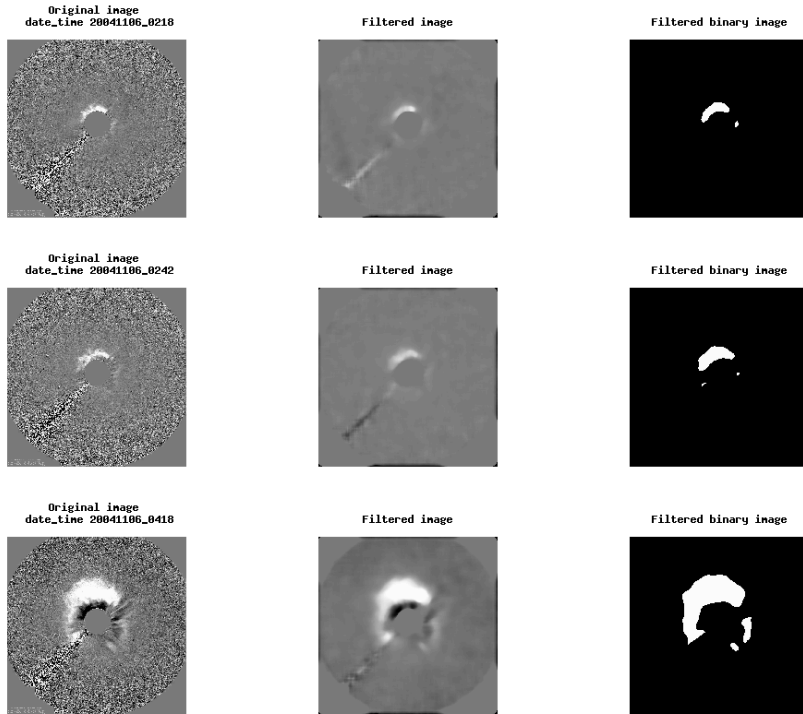 Original image
date_time 20041106_0218
Filtered image
Filtered binary image
Original image
date_time 20041106_0242
Filtered image
Filtered binary image
Original image
date_time 20041106_0418
Filtered image
Filtered binary image